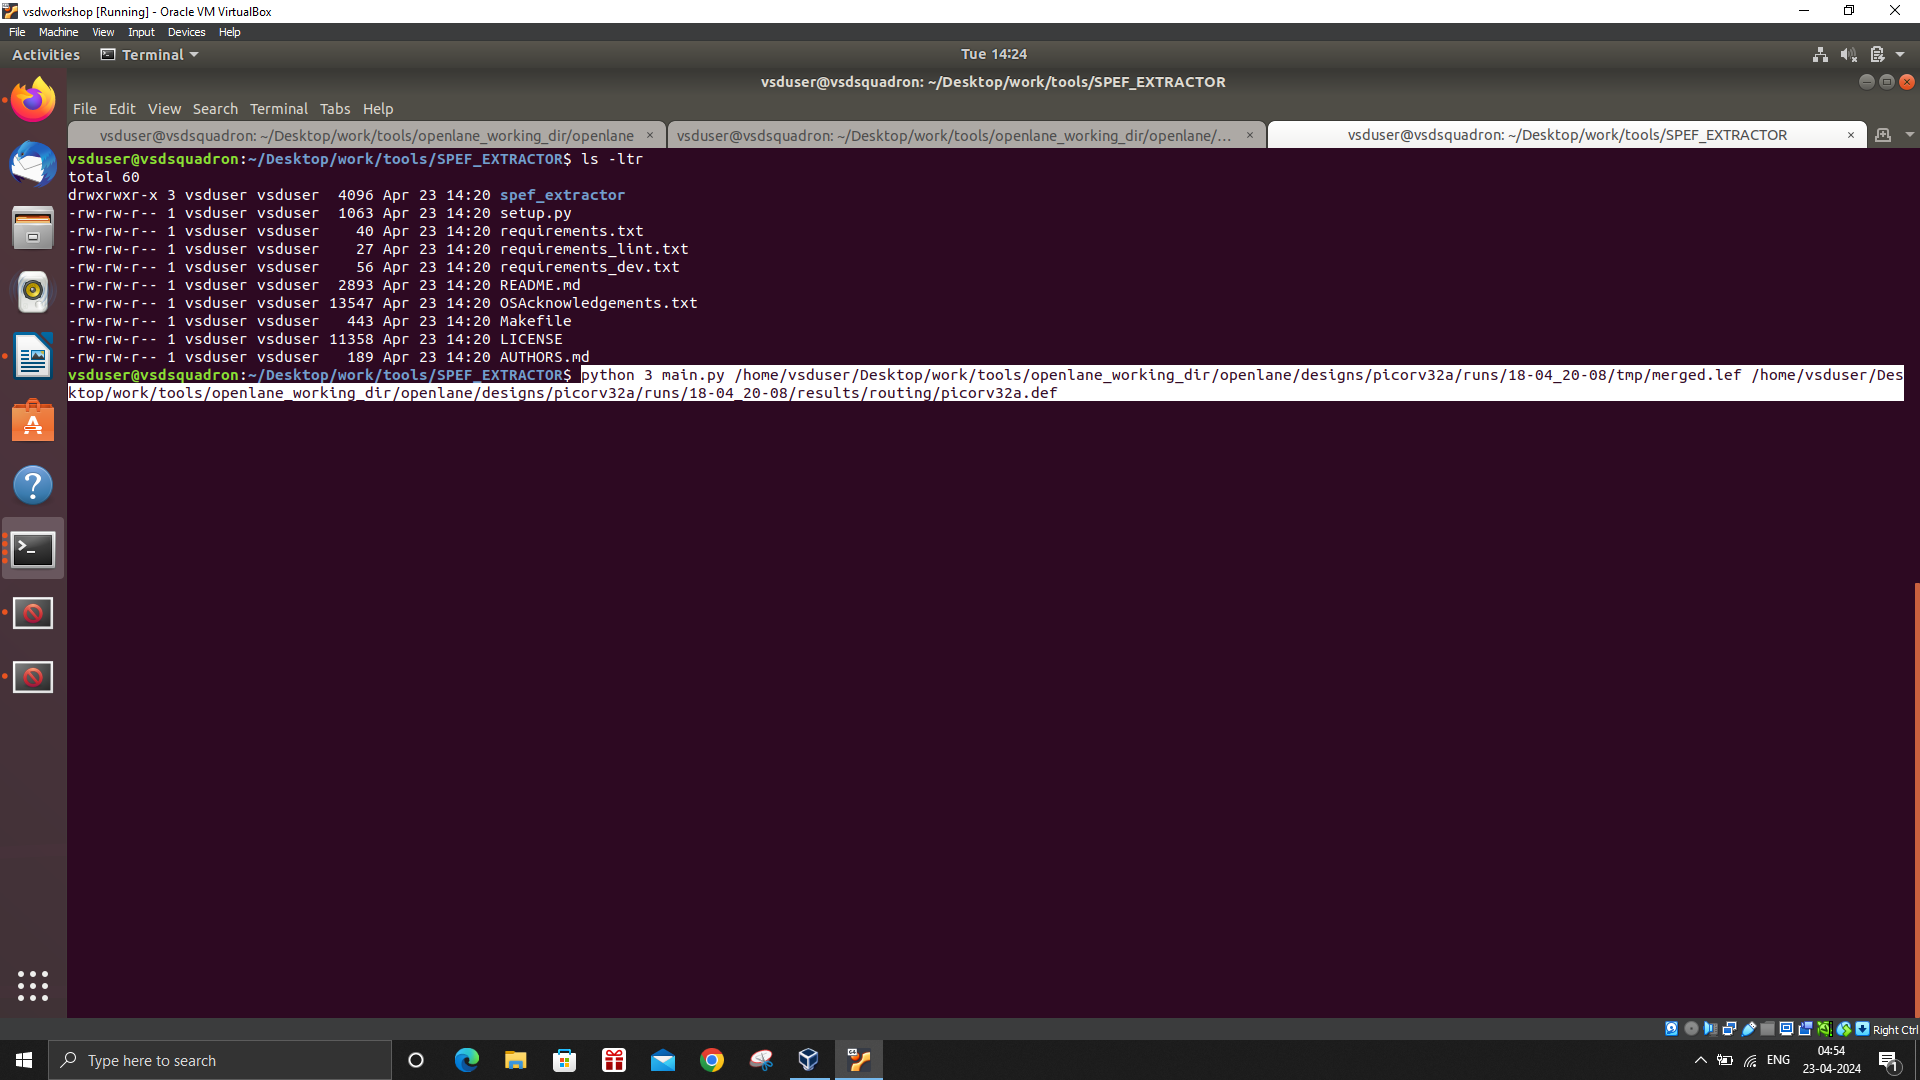 vsdworkshop [Running] - Oracle VM VirtualBox
File Machine View Input Devices Help
Activities Terminal Tue 14:24
vsduser@vsdsquadron: ~/Desktop/work/tools/SPEF_EXTRACTOR
File Edit View Search Terminal Tabs Help
vsduser@vsdsquadron: ~/Desktop/work/tools/openlane_working_dir/openlane × vsduser@vsdsquadron: ~/Desktop/work/tools/openlane_working_dir/openlane/... × vsduser@vsdsquadron: ~/Desktop/work/tools/SPEF_EXTRACTOR ×
vsduser@vsdsquadron:~/Desktop/work/tools/SPEF_EXTRACTOR$ ls -ltr
total 60
drwxrwxr-x 3 vsduser vsduser  4096 Apr 23 14:20 spef_extractor
-rw-rw-r-- 1 vsduser vsduser  1063 Apr 23 14:20 setup.py
-rw-rw-r-- 1 vsduser vsduser    40 Apr 23 14:20 requirements.txt
-rw-rw-r-- 1 vsduser vsduser    27 Apr 23 14:20 requirements_lint.txt
-rw-rw-r-- 1 vsduser vsduser    56 Apr 23 14:20 requirements_dev.txt
-rw-rw-r-- 1 vsduser vsduser  2893 Apr 23 14:20 README.md
-rw-rw-r-- 1 vsduser vsduser 13547 Apr 23 14:20 OSAcknowledgements.txt
-rw-rw-r-- 1 vsduser vsduser   443 Apr 23 14:20 Makefile
-rw-rw-r-- 1 vsduser vsduser 11358 Apr 23 14:20 LICENSE
-rw-rw-r-- 1 vsduser vsduser   189 Apr 23 14:20 AUTHORS.md
vsduser@vsdsquadron:~/Desktop/work/tools/SPEF_EXTRACTOR$ python 3 main.py /home/vsduser/Desktop/work/tools/openlane_working_dir/openlane/designs/picorv32a/runs/18-04_20-08/tmp/merged.lef /home/vsduser/Des
ktop/work/tools/openlane_working_dir/openlane/designs/picorv32a/runs/18-04_20-08/results/routing/picorv32a.def
Right Ctrl
Type here to search ENG 04:54
23-04-2024 1